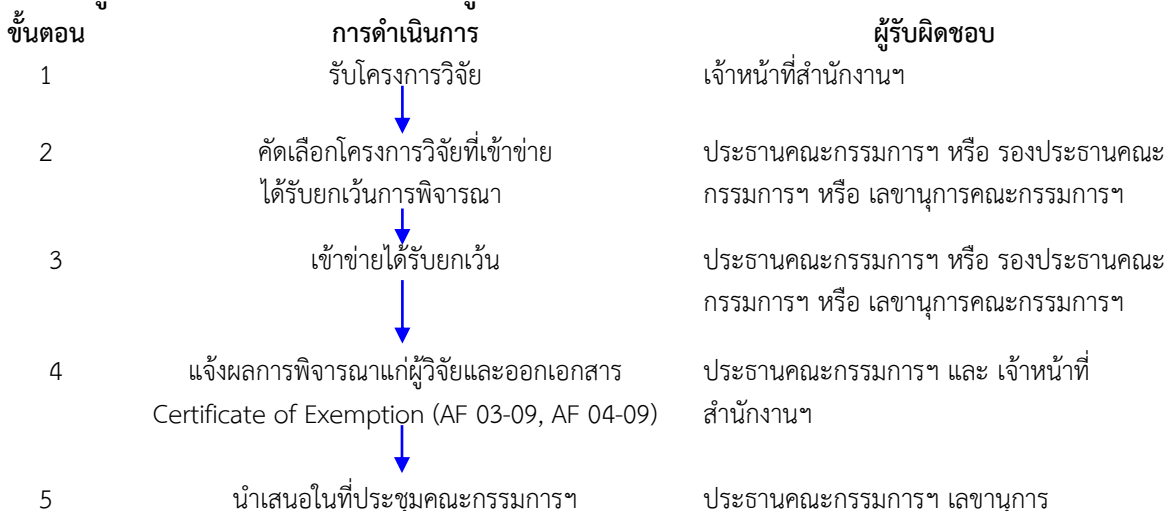 ขั้นตอน การดำเนินการ ผู้รับผิดชอบ
1 รับโครงการวิจัย เจ้าหน้าที่สำนักงานฯ
2 คัดเลือกโครงการวิจัยที่เข้าข่าย ประธานคณะกรรมการฯ หรือ รองประธานคณะ
ได้รับยกเว้นการพิจารณา กรรมการฯ หรือ เลขานุการคณะกรรมการฯ
3 เข้าข่ายได้รับยกเว้น ประธานคณะกรรมการฯ หรือ รองประธานคณะ
กรรมการฯ หรือ เลขานุการคณะกรรมการฯ
4 แจ้งผลการพิจารณาแก่ผู้วิจัยและออกเอกสาร ประธานคณะกรรมการฯ และ เจ้าหน้าที่
Certificate of Exemption (AF 03-09, AF 04-09) สำนักงานฯ
5 นำเสนอในที่ประชุมคณะกรรมการฯ ประธานคณะกรรมการฯ เลขานุการ